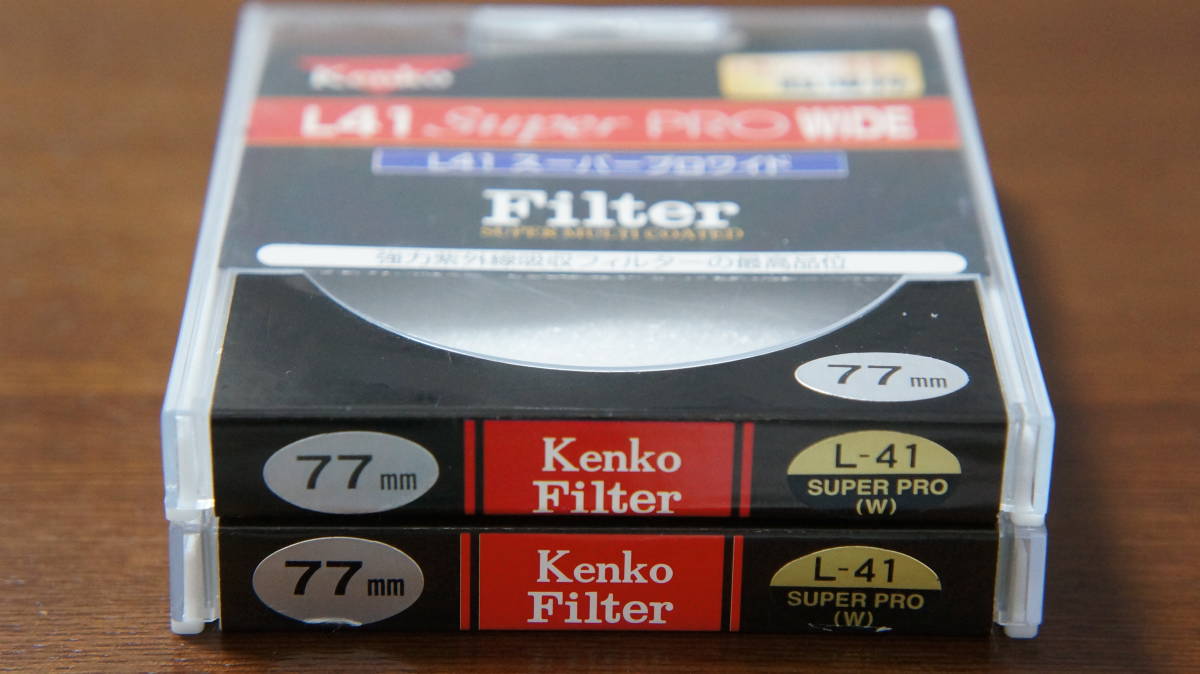 Kenko
L41 Super PRO WIDE
L41 スーパープロワイド
Filter
SUPER MULTI COATED
強力紫外線吸収フィルターの最高品位
77mm
77mm
Kenko
Filter
L-41
SUPER PRO
(W)
77mm
Kenko
Filter
L-41
SUPER PRO
(W)